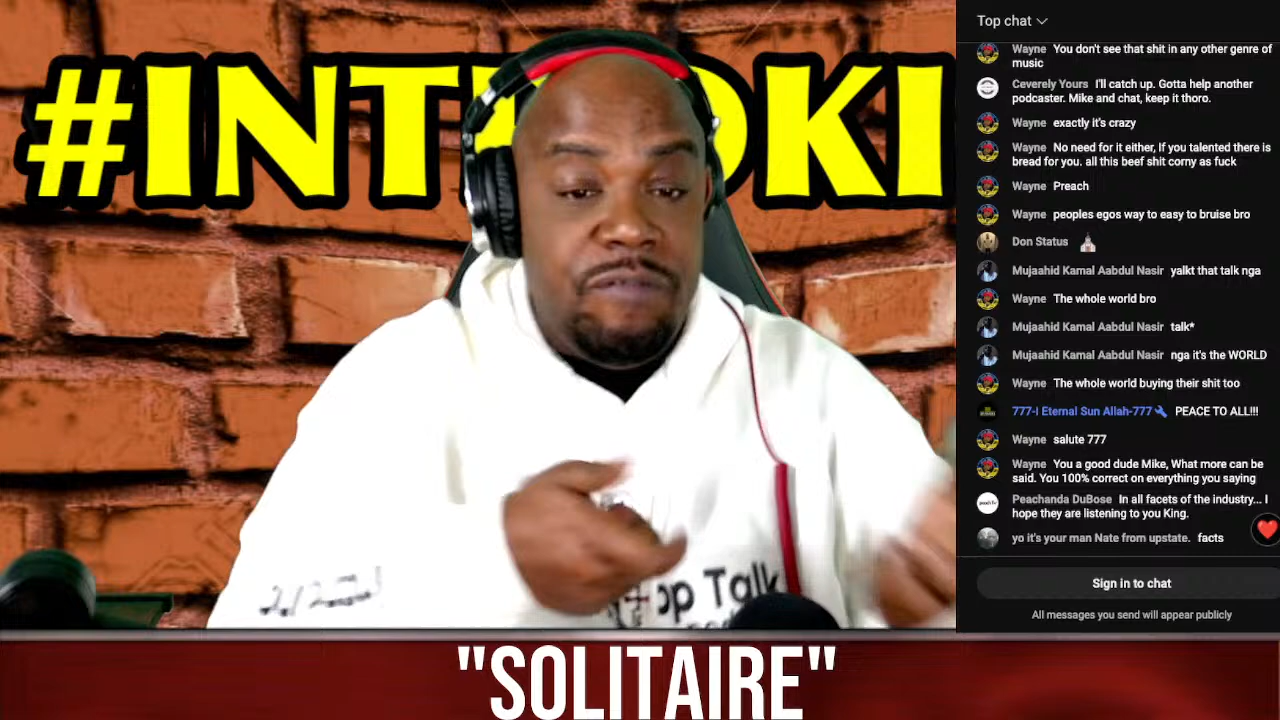 #INTH OKI
op Talk
"SOLITAIRE"
Top chat
Wayne You don't see that shit in any other genre of
music
Ceverely Yours I'll catch up. Gotta help another
podcaster. Mike and chat, keep it thoro.
Wayne exactly it's crazy
Wayne No need for it either, If you talented there is
bread for you. all this beef shit corny as fuck
Wayne Preach
Wayne peoples egos way to easy to bruise bro
Don Status
Mujaahid Kamal Aabdul Nasir yalkt that talk nga
Wayne The whole world bro
Mujaahid Kamal Aabdul Nasir talk*
Mujaahid Kamal Aabdul Nasir nga it's the WORLD
Wayne The whole world buying their shit too
777-I Eternal Sun Allah-777 PEACE TO ALL!!!
Wayne salute 777
Wayne You a good dude Mike, What more can be
said. You 100% correct on everything you saying
Peachanda DuBose In all facets of the industry... I
hope they are listening to you King.
yo it's your man Nate from upstate. facts
Sign in to chat
All messages you send will appear publicly